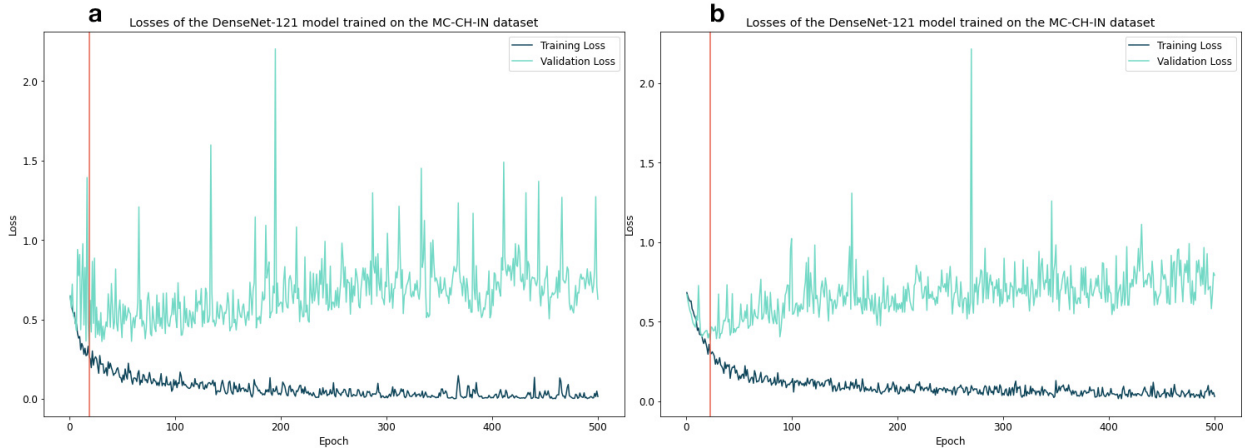 a
Losses of the DenseNet-121 model trained on the MC-CH-IN dataset
Training Loss
Validation Loss
2.0
1.5
1.0
0.5
0.0
Loss
0
100
200
300
400
500
Epoch
b
Losses of the DenseNet-121 model trained on the MC-CH-IN dataset
Training Loss
Validation Loss
2.0
1.5
1.0
0.5
0.0
Loss
0
100
200
300
400
500
Epoch